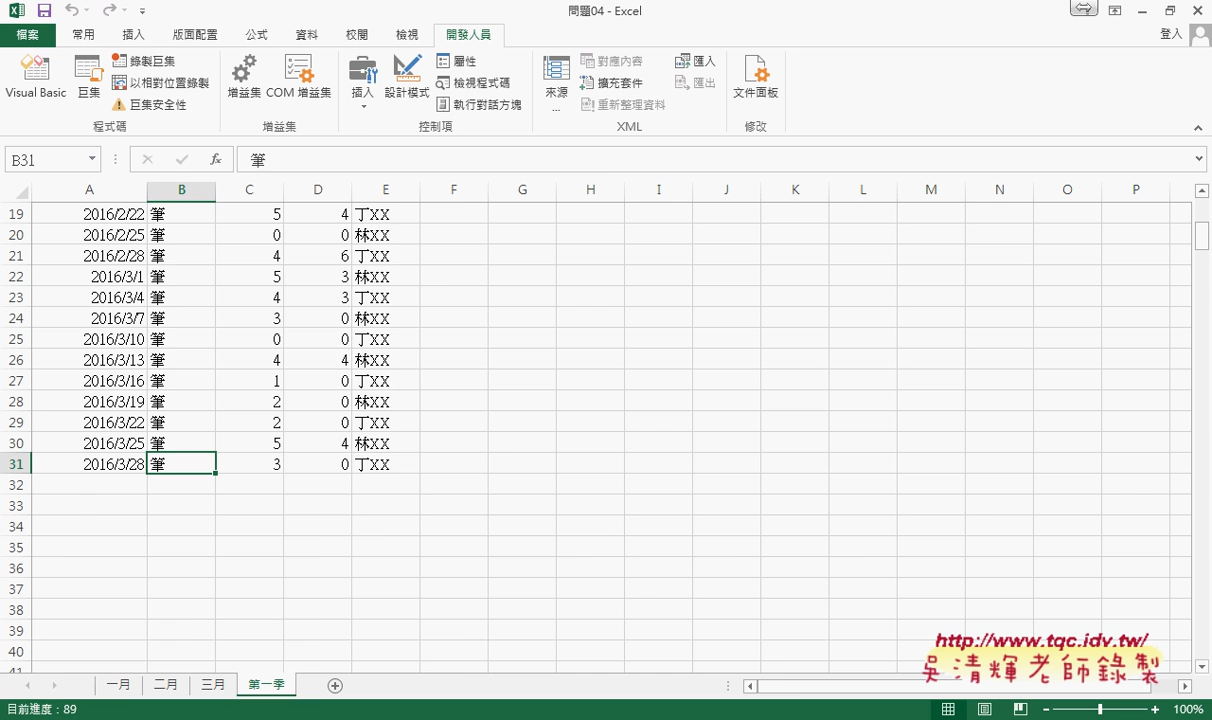 問題04 - Excel
檔案 常用 插入 版面配置 公式 資料 校閱 檢視 開發人員 登入
Visual Basic 巨集 錄製巨集 以相對位置錄製 巨集安全性 增益集 COM 增益集 插入 設計模式 屬性 檢視程式碼 執行對話方塊 來源 ... 對應內容 擴充套件 重新整理資料 匯入 匯出 文件面板
程式碼 增益集 控制項 XML 修改
B31 fx 筆
A B C D E F G H I J K L M N O P
19 2016/2/22 筆 5 4 丁XX
20 2016/2/25 筆 0 0 林XX
21 2016/2/28 筆 4 6 丁XX
22 2016/3/1 筆 5 3 林XX
23 2016/3/4 筆 4 3 丁XX
24 2016/3/7 筆 3 0 林XX
25 2016/3/10 筆 0 0 丁XX
26 2016/3/13 筆 4 4 林XX
27 2016/3/16 筆 1 0 丁XX
28 2016/3/19 筆 2 0 林XX
29 2016/3/22 筆 2 0 丁XX
30 2016/3/25 筆 5 4 林XX
31 2016/3/28 筆 3 0 丁XX
32
33
34
35
36
37
38
39
40
41
http://www.tqc.idv.tw/
吳清輝老師錄製
一月 二月 三月 第一季
目前進度：89 100%